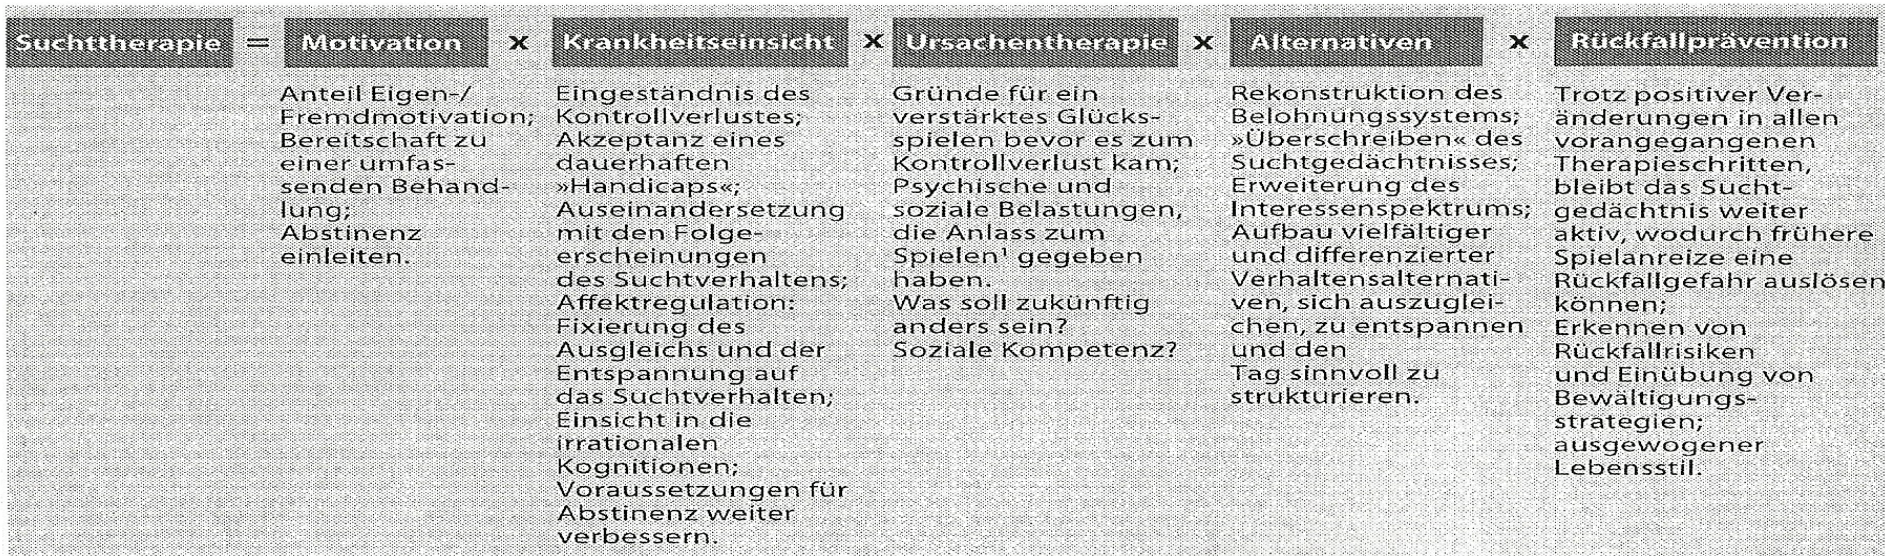 Suchttherapie = Motivation x Krankheitseinsicht x Ursachentherapie x Alternativen x Rückfallprävention
Anteil Eigen-/
Fremdmotivation;
Bereitschaft zu
einer umfas-
senden Behand-
lung;
Abstinenz
einleiten.
Eingeständnis des
Kontrollverlustes;
Akzeptanz eines
dauerhaften
»Handicaps«;
Auseinandersetzung
mit den Folge-
erscheinungen
des Suchtverhaltens;
Affektregulation:
Fixierung des
Ausgleichs und der
Entspannung auf
das Suchtverhalten;
Einsicht in die
irrationalen
Kognitionen;
Voraussetzungen für
Abstinenz weiter
verbessern.
Gründe für ein
verstärktes Glücks-
spielen bevor es zum
Kontrollverlust kam;
Psychische und
soziale Belastungen,
die Anlass zum
Spielen¹ gegeben
haben.
Was soll zukünftig
anders sein?
Soziale Kompetenz?
Rekonstruktion des
Belohnungssystems;
»Überschreiben« des
Suchtgedächtnisses;
Erweiterung des
Interessenspektrums;
Aufbau vielfältiger
und differenzierter
Verhaltensalternati-
ven, sich auszuglei-
chen, zu entspannen
und den
Tag sinnvoll zu
strukturieren.
Trotz positiver Ver-
änderungen in allen
vorangegangenen
Therapieschritten,
bleibt das Sucht-
gedächtnis weiter
aktiv, wodurch frühere
Spielanreize eine
Rückfallgefahr auslösen
können;
Erkennen von
Rückfallrisiken
und Einübung von
Bewältigungs-
strategien;
ausgewogener
Lebensstil.